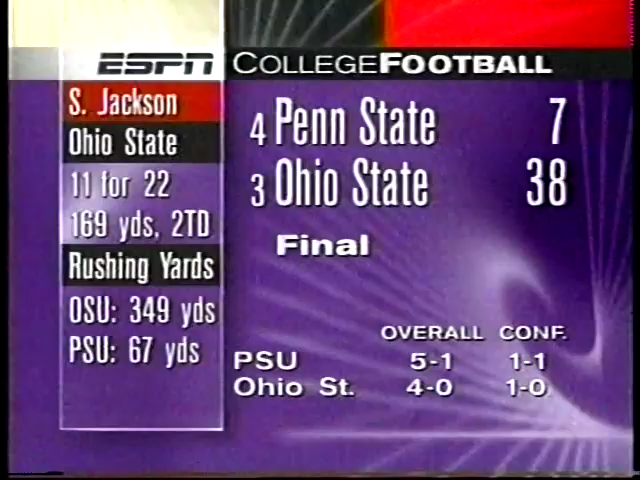 ESPN COLLEGEFOOTBALL
S. Jackson
Ohio State
11 for 22
169 yds, 2TD
Rushing Yards
OSU: 349 yds
PSU: 67 yds
4 Penn State 7
3 Ohio State 38
Final
OVERALL CONF.
PSU 5-1 1-1
Ohio St. 4-0 1-0